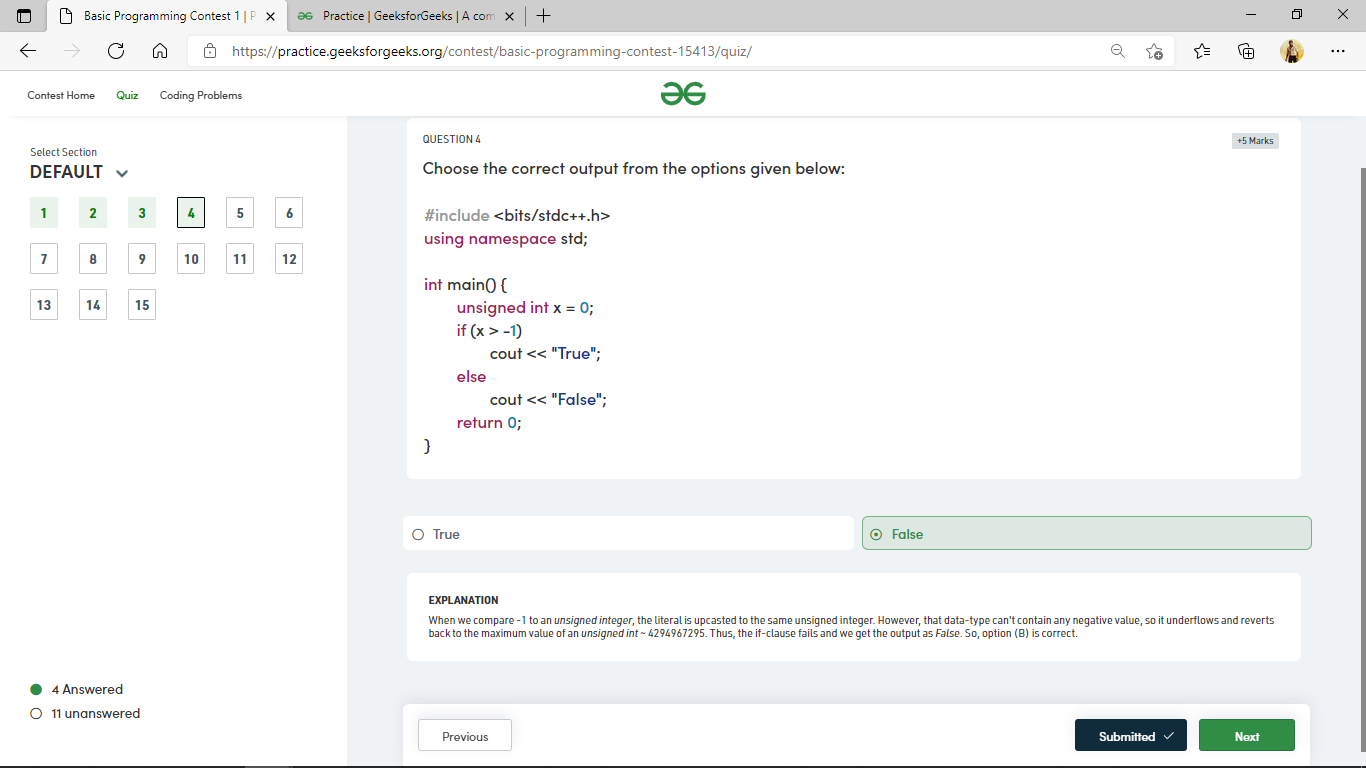 Basic Programming Contest 1 | P
Practice | GeeksforGeeks | A com
https://practice.geeksforgeeks.org/contest/basic-programming-contest-15413/quiz/
Contest Home Quiz Coding Problems
Select Section
DEFAULT
1 2 3 4 5 6
7 8 9 10 11 12
13 14 15
4 Answered
11 unanswered
QUESTION 4
+5 Marks
Choose the correct output from the options given below:
#include <bits/stdc++.h>
using namespace std;
int main() {
unsigned int x = 0;
if (x > -1)
cout << "True";
else
cout << "False";
return 0;
}
True
False
EXPLANATION
When we compare -1 to an unsigned integer, the literal is upcasted to the same unsigned integer. However, that data-type can't contain any negative value, so it underflows and reverts
back to the maximum value of an unsigned int ~ 4294967295. Thus, the if-clause fails and we get the output as False. So, option (B) is correct.
Previous
Submitted
Next